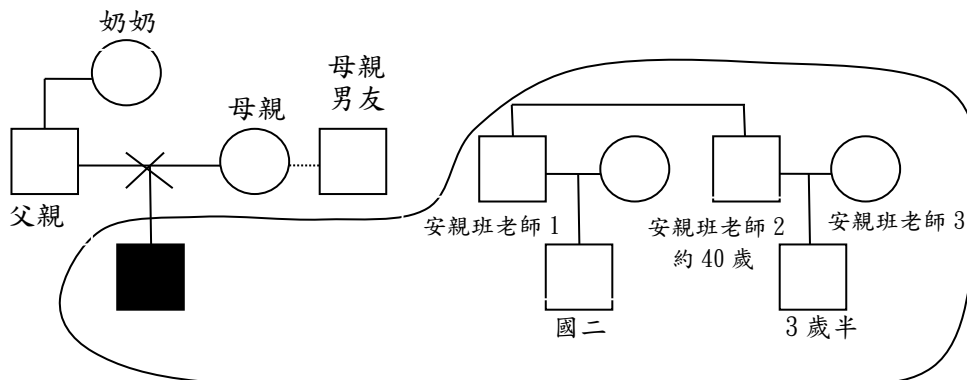 奶奶
母親
男友
母親
父親
安親班老師 1
安親班老師 2
約 40 歲
安親班老師 3
國二
3 歲半